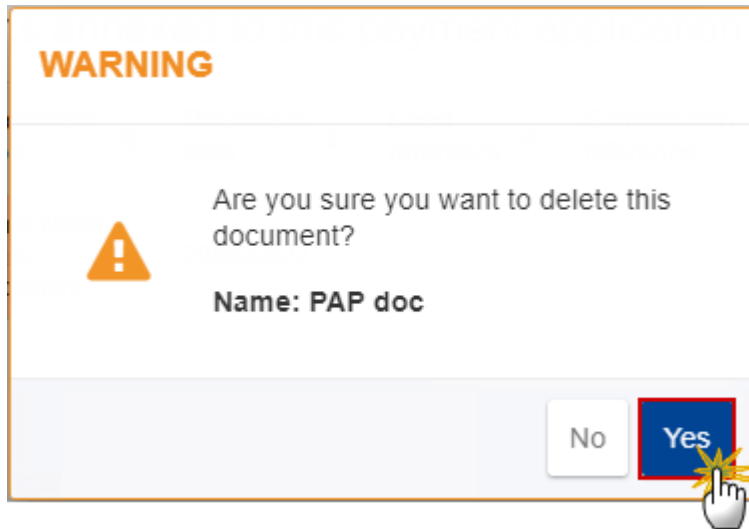 WARNING
Are you sure you want to delete this
document?
Name: PAP doc
No
Yes